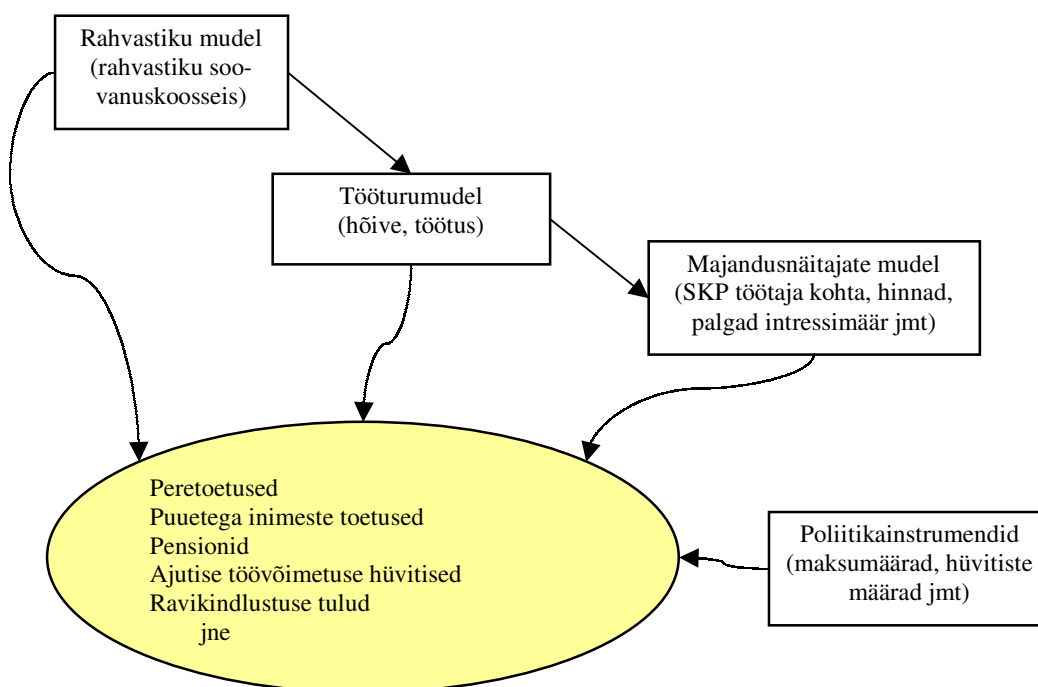 Rahvastiku mudel
(rahvastiku soo-
vanuskoosseis)
Tööturumudel
(hõive, töötus)
Majandusnäitajate mudel
(SKP töötaja kohta, hinnad,
palgad intressimäär jmt)
Peretoetused
Puuetega inimeste toetused
Pensionid
Ajutise töövõimetuse hüvitised
Ravikindlustuse tulud
jne
Poliitikainstrumendid
(maksumäärad, hüvitiste
määrad jmt)